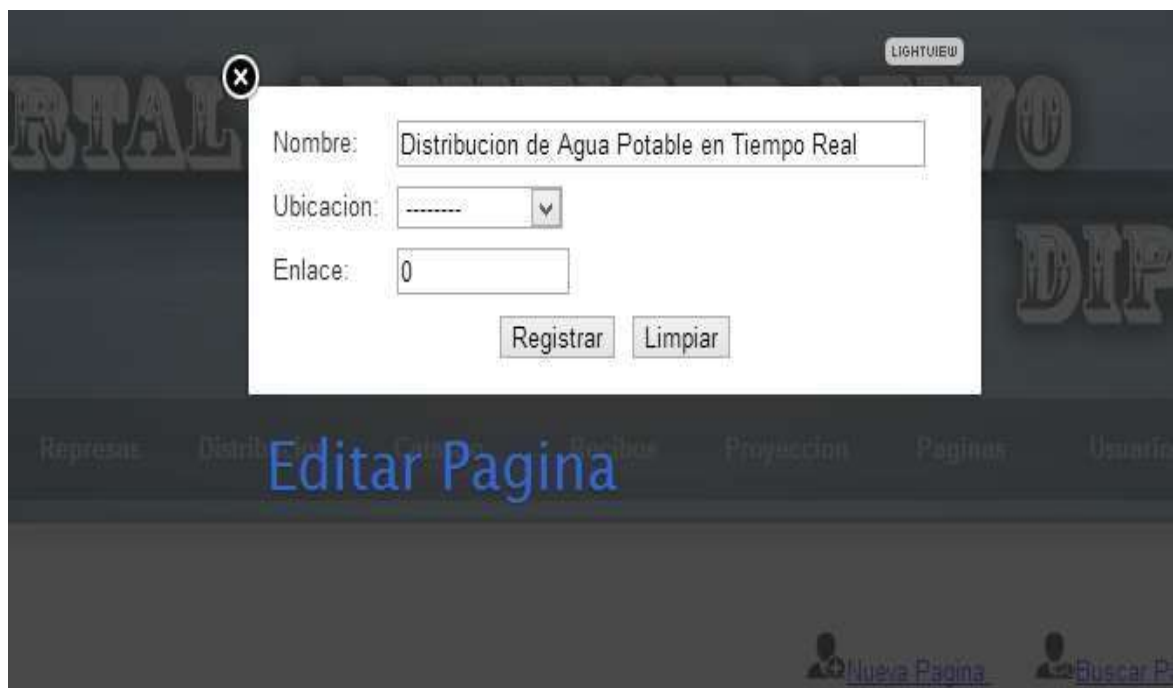 LIGHTVIEW
Nombre: Distribucion de Agua Potable en Tiempo Real
Ubicacion: --------
Enlace: 0
Registrar Limpiar
Represas Proyeccion Paginas
Editar Pagina
Nueva Pagina Buscar